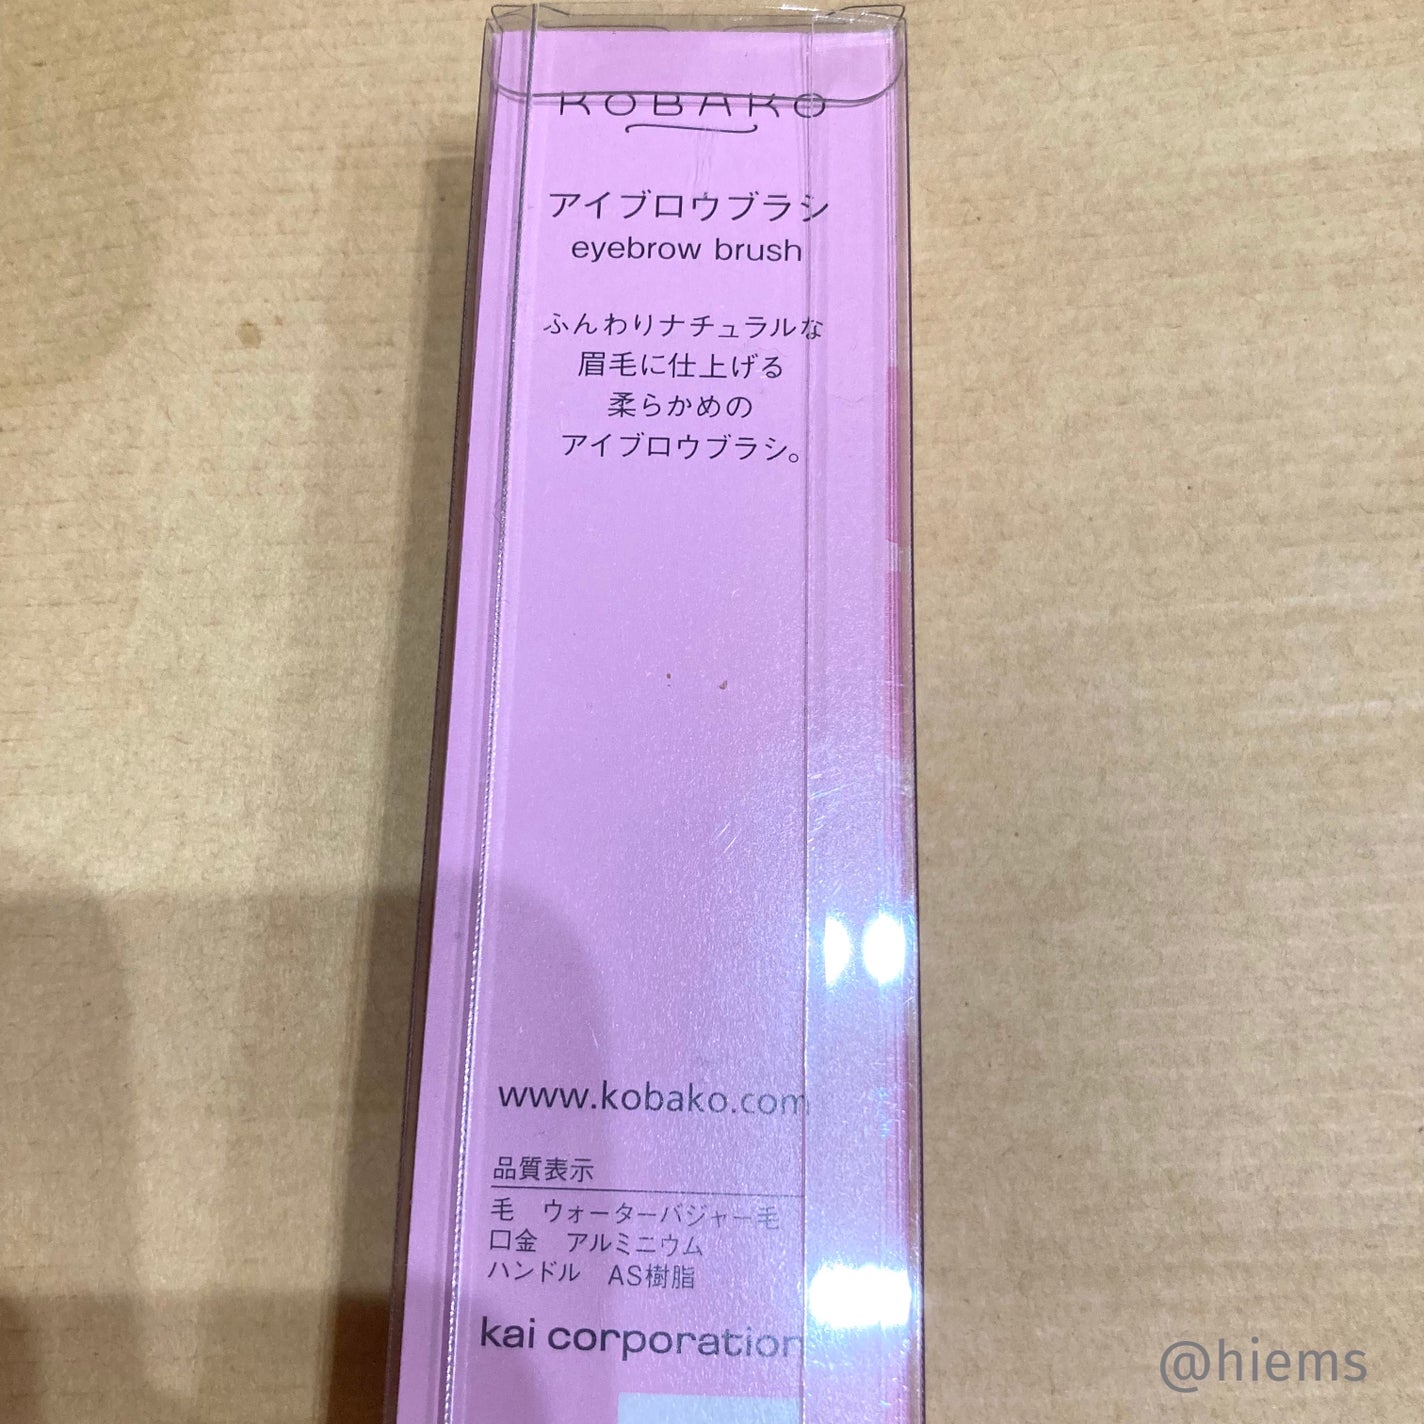 KOBAKO
アイブロウブラシ
eyebrow brush
ふんわりナチュラルな
眉毛に仕上げる
柔らかめの
アイブロウブラシ。
www.kobako.com
品質表示
毛 ウォーターバジャー毛
口金 アルミニウム
ハンドル AS樹脂
kai corporation
@hiems